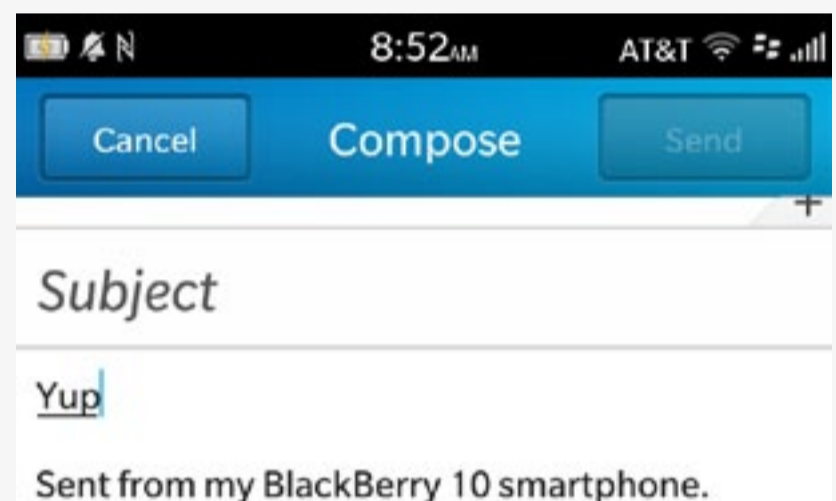 8:52AM AT&T
Cancel Compose Send
+
Subject
Yup
Sent from my BlackBerry 10 smartphone.